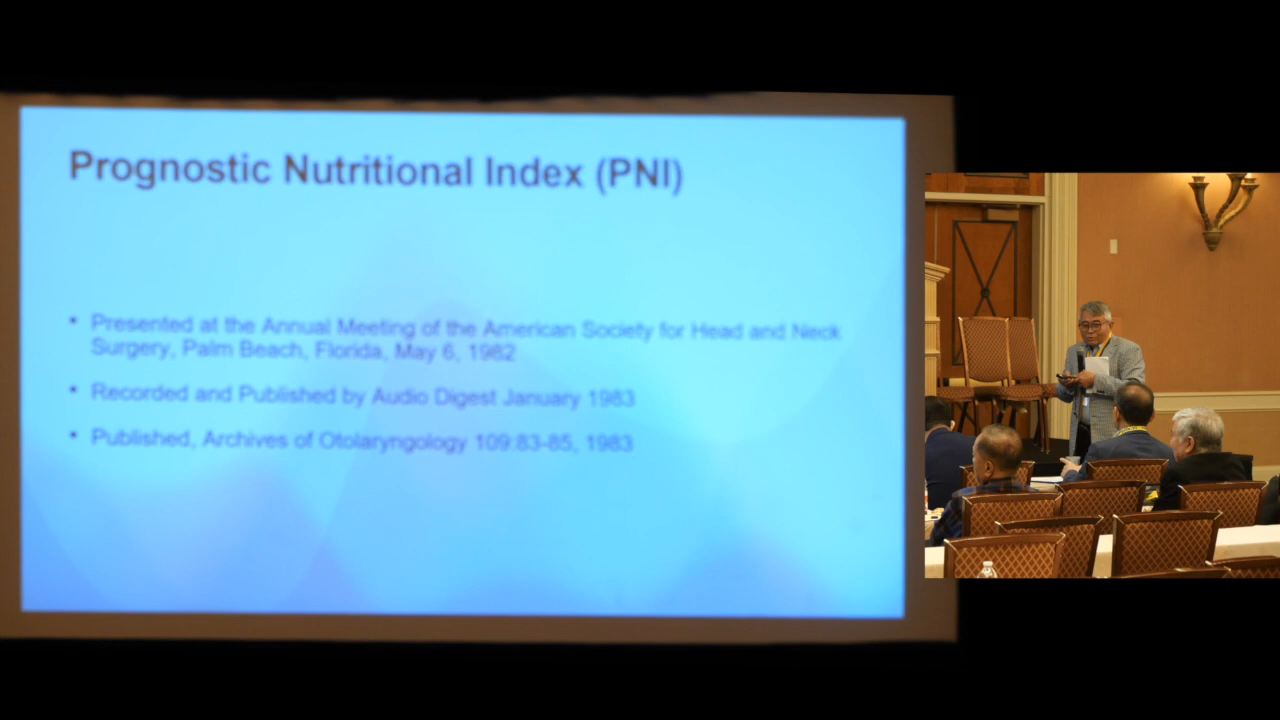 Prognostic Nutritional Index (PNI)
• Presented at the Annual Meeting of the American Society for Head and Neck
Surgery, Palm Beach, Florida, May 6, 1982
• Recorded and Published by Audio Digest January 1983
• Published, Archives of Otolaryngology 109:83-85, 1983